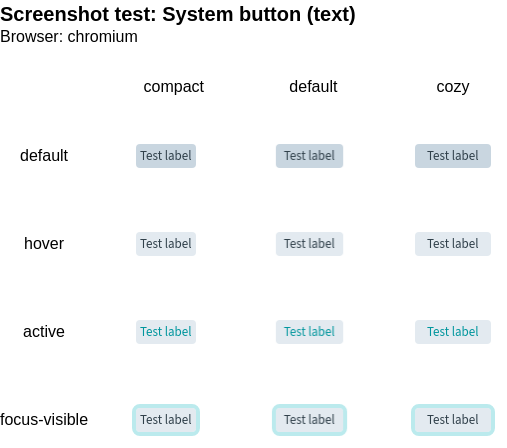 Screenshot test: System button (text)
Browser: chromium
compact default cozy
default Test label Test label Test label
hover Test label Test label Test label
active Test label Test label Test label
focus-visible Test label Test label Test label